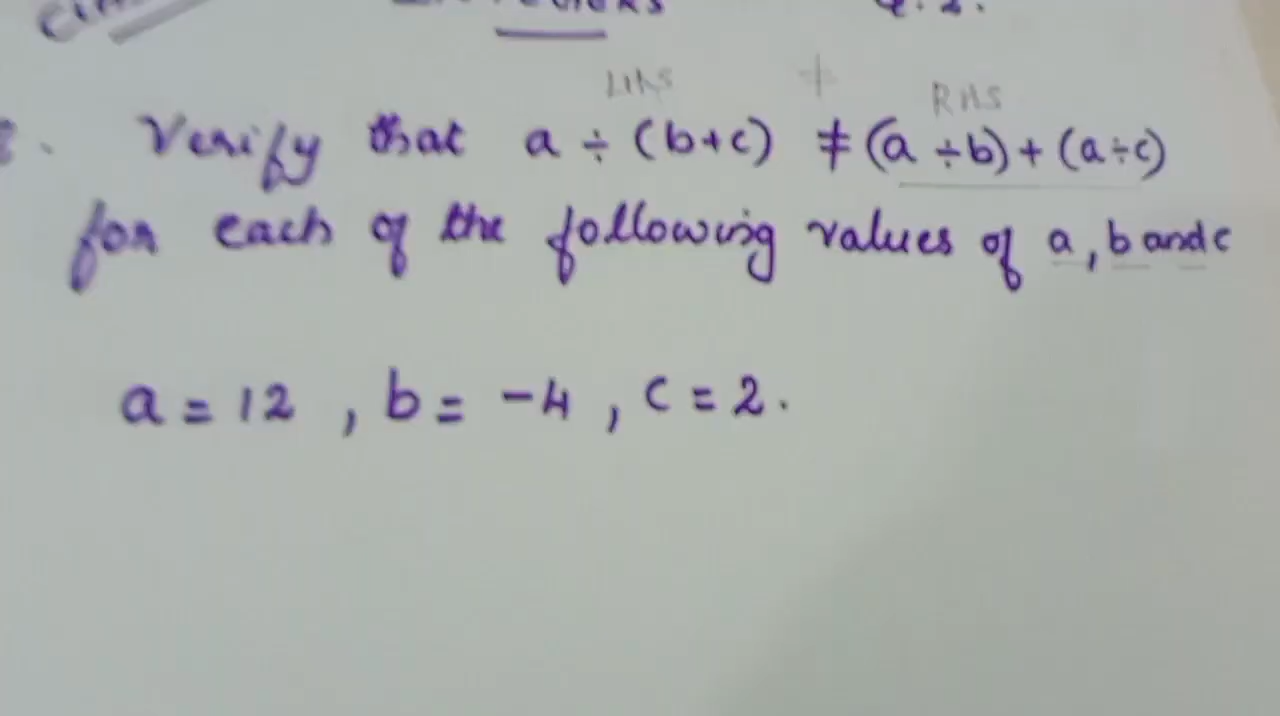 LHS ≠ RHS
Verify that a ÷ (b+c) ≠ (a ÷ b) + (a ÷ c)
for each of the following values of a, b and c
a = 12 , b = -4 , c = 2.